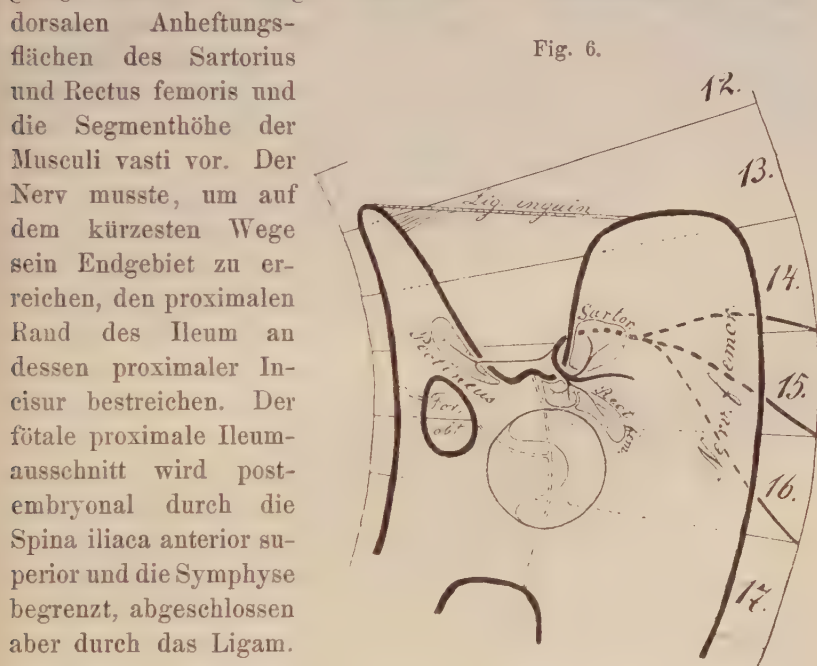 dorsalen Anheftungs-
flächen des Sartorius
und Rectus femoris und
die Segmenthöhe der
Musculi vasti vor. Der
Nerv musste, um auf
dem kürzesten Wege
sein Endgebiet zu er-
reichen, den proximalen
Rand des Ileum an
dessen proximaler In-
cisur bestreichen. Der
fötale proximale Ileum-
ausschnitt wird post-
embryonal durch die
Spina iliaca anterior su-
perior und die Symphyse
begrenzt, abgeschlossen
aber durch das Ligam.
Fig. 6.
12.
13.
Lig. inguin
14.
Sartor.
Pectineus
15.
For.
obt
Rect.
fem.
Nerv. femor.
16.
17.